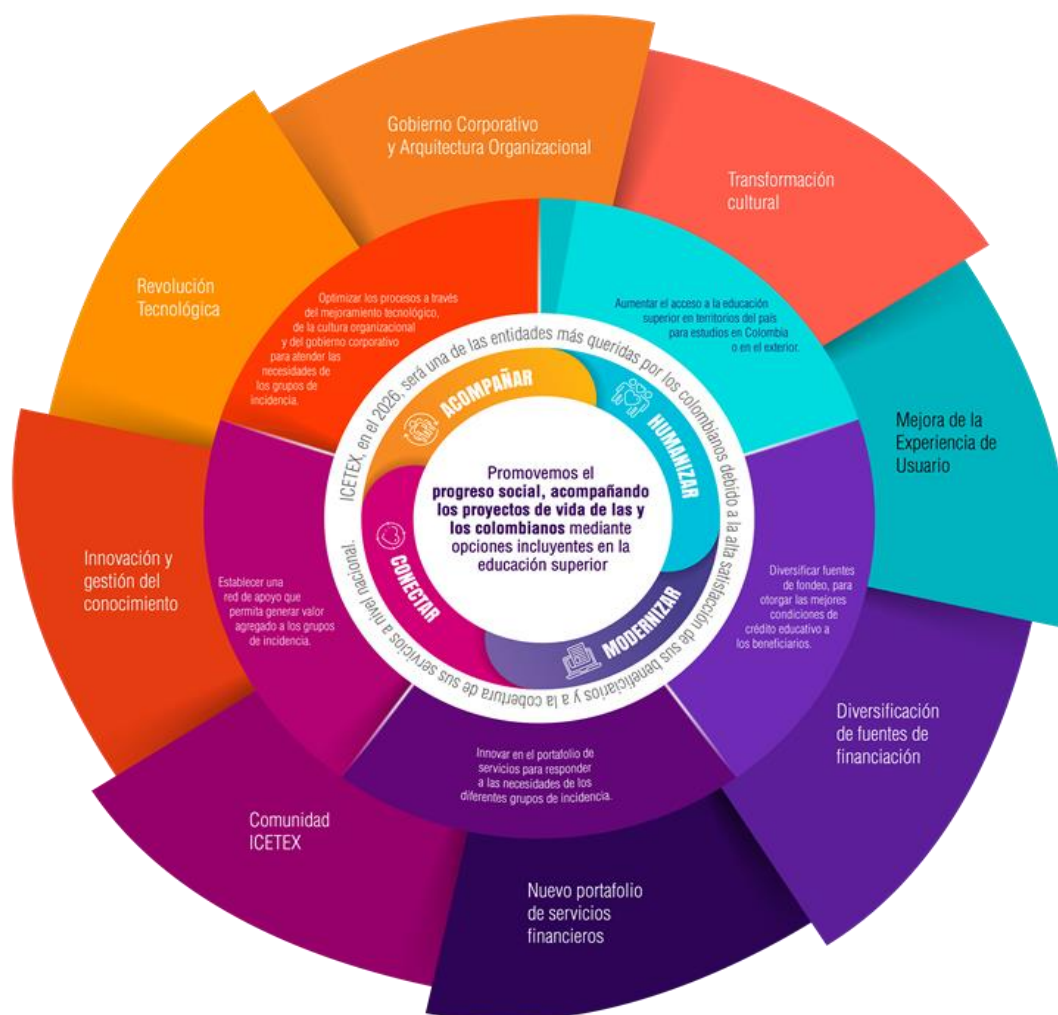 Gobierno Corporativo
y Arquitectura Organizacional
Transformación
cultural
Mejora de la
Experiencia de
Usuario
Diversificación
de fuentes de
financiación
Nuevo portafolio
de servicios
financieros
Comunidad
ICETEX
Innovación y
gestión del
conocimiento
Revolución
Tecnológica
Optimizar los procesos a través
del mejoramiento tecnológico,
de la cultura organizacional
y del gobierno corporativo
para atender las
necesidades de
los grupos de
incidencia.
Aumentar el acceso a la educación
superior en territorios del país
para estudios en Colombia
o en el exterior.
Diversificar fuentes
de fondeo, para
otorgar las mejores
condiciones de
crédito educativo a
los beneficiarios.
Innovar en el portafolio de
servicios para responder
a las necesidades de los
diferentes grupos de incidencia.
Establecer una
red de apoyo que
permita generar valor
agregado a los grupos
de incidencia.
ICETEX, en el 2026, será una de las entidades más queridas por los colombianos debido a la alta satisfacción de sus beneficiarios y a la cobertura de sus servicios a nivel nacional.
ACOMPAÑAR
HUMANIZAR
MODERNIZAR
CONECTAR
Promovemos el
progreso social, acompañando
los proyectos de vida de las y
los colombianos mediante
opciones incluyentes en la
educación superior